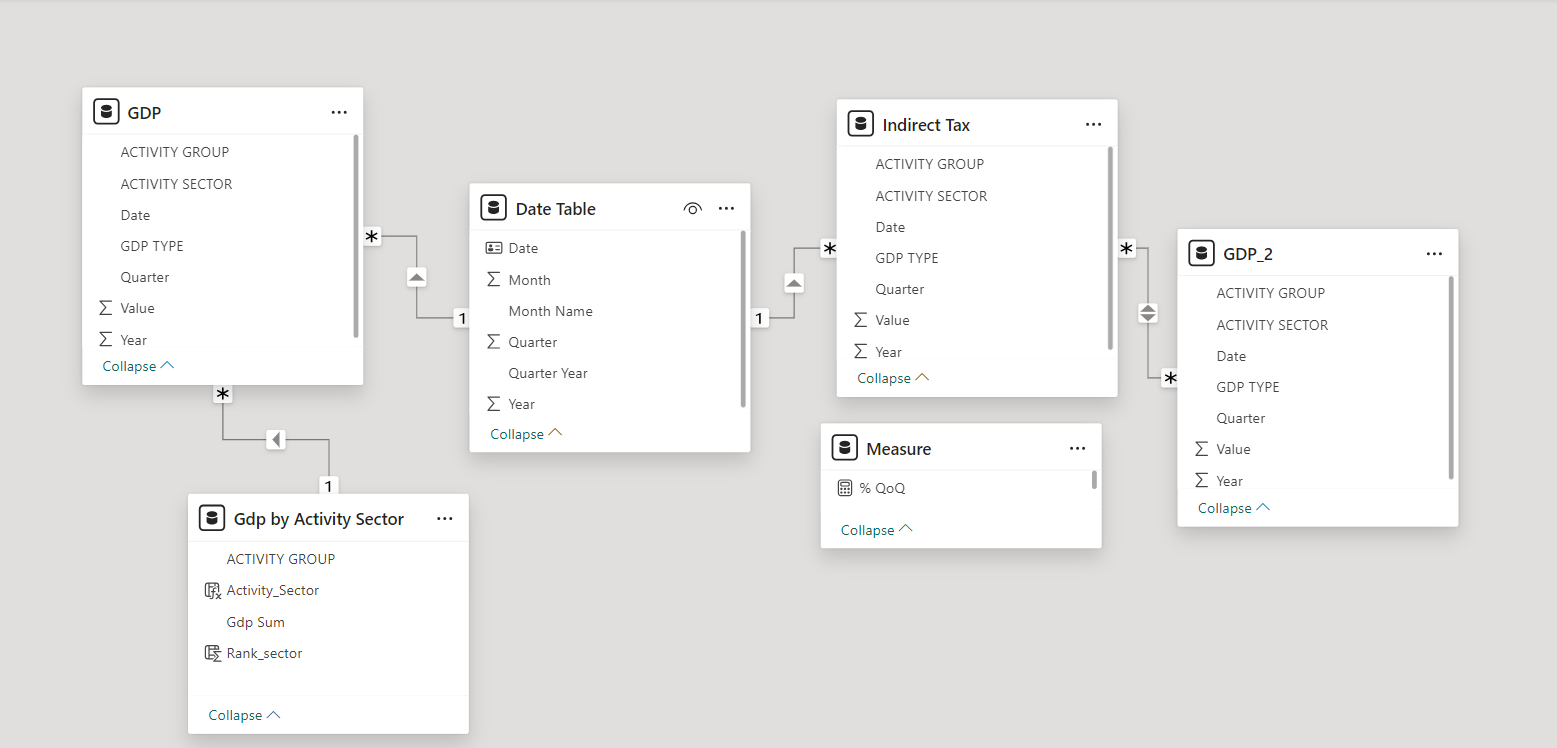 GDP
ACTIVITY GROUP
ACTIVITY SECTOR
Date
GDP TYPE
Quarter
Value
Year
Collapse
*
1
*
1
Date Table
Date
Month
Month Name
Quarter
Quarter Year
Year
Collapse
1
*
Indirect Tax
ACTIVITY GROUP
ACTIVITY SECTOR
Date
GDP TYPE
Quarter
Value
Year
Collapse
*
*
GDP_2
ACTIVITY GROUP
ACTIVITY SECTOR
Date
GDP TYPE
Quarter
Value
Year
Collapse
Measure
% QoQ
Collapse
Gdp by Activity Sector
ACTIVITY GROUP
Activity_Sector
Gdp Sum
Rank_sector
Collapse